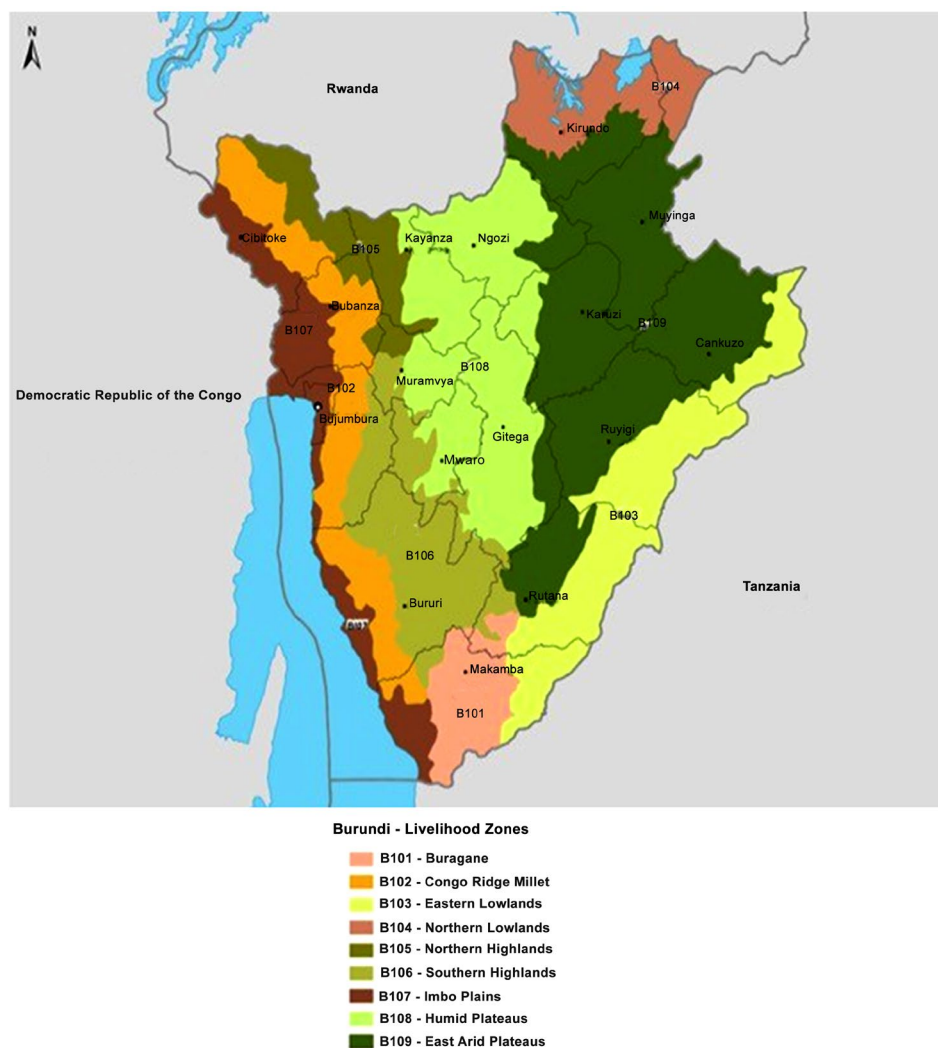 N
Rwanda
B104
Kirundo
Muyinga
Cibitoke
B105
Kayanza
Ngozi
Bubanza
Karuzi
B109
B107
Cankuzo
B108
B102
Muramvya
Democratic Republic of the Congo
Bujumbura
Gitega
Ruyigi
Mwaro
B103
B106
Tanzania
Rutana
Bururi
B107
Makamba
B101
Burundi - Livelihood Zones
B101 - Buragane
B102 - Congo Ridge Millet
B103 - Eastern Lowlands
B104 - Northern Lowlands
B105 - Northern Highlands
B106 - Southern Highlands
B107 - Imbo Plains
B108 - Humid Plateaus
B109 - East Arid Plateaus